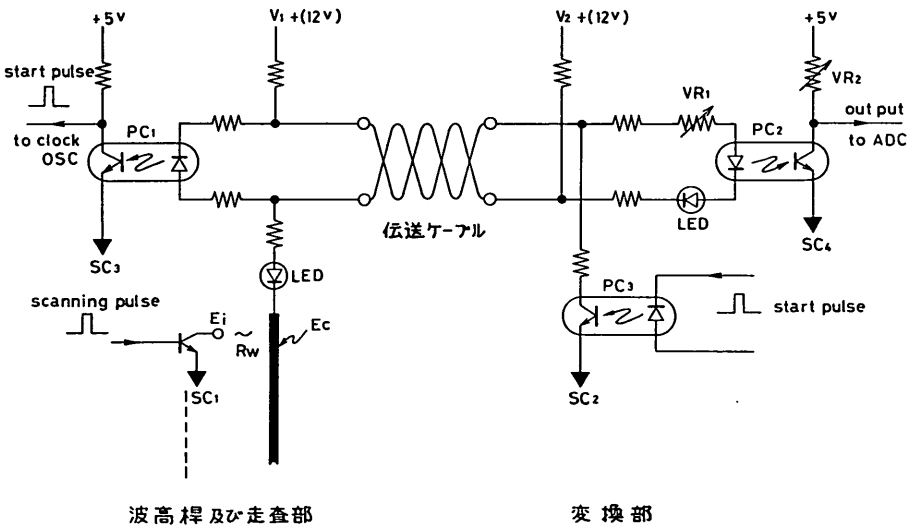 +5V
V1 +(12V)
V2 +(12V)
+5V
start pulse
VR1
VR2
to clock
OSC
PC1
PC2
out put
to ADC
LED
伝送ケーブル
SC3
SC4
LED
PC3
start pulse
scanning pulse
Ei
~
Rw
Ec
SC1
SC2
波高桿及び走査部
変換部